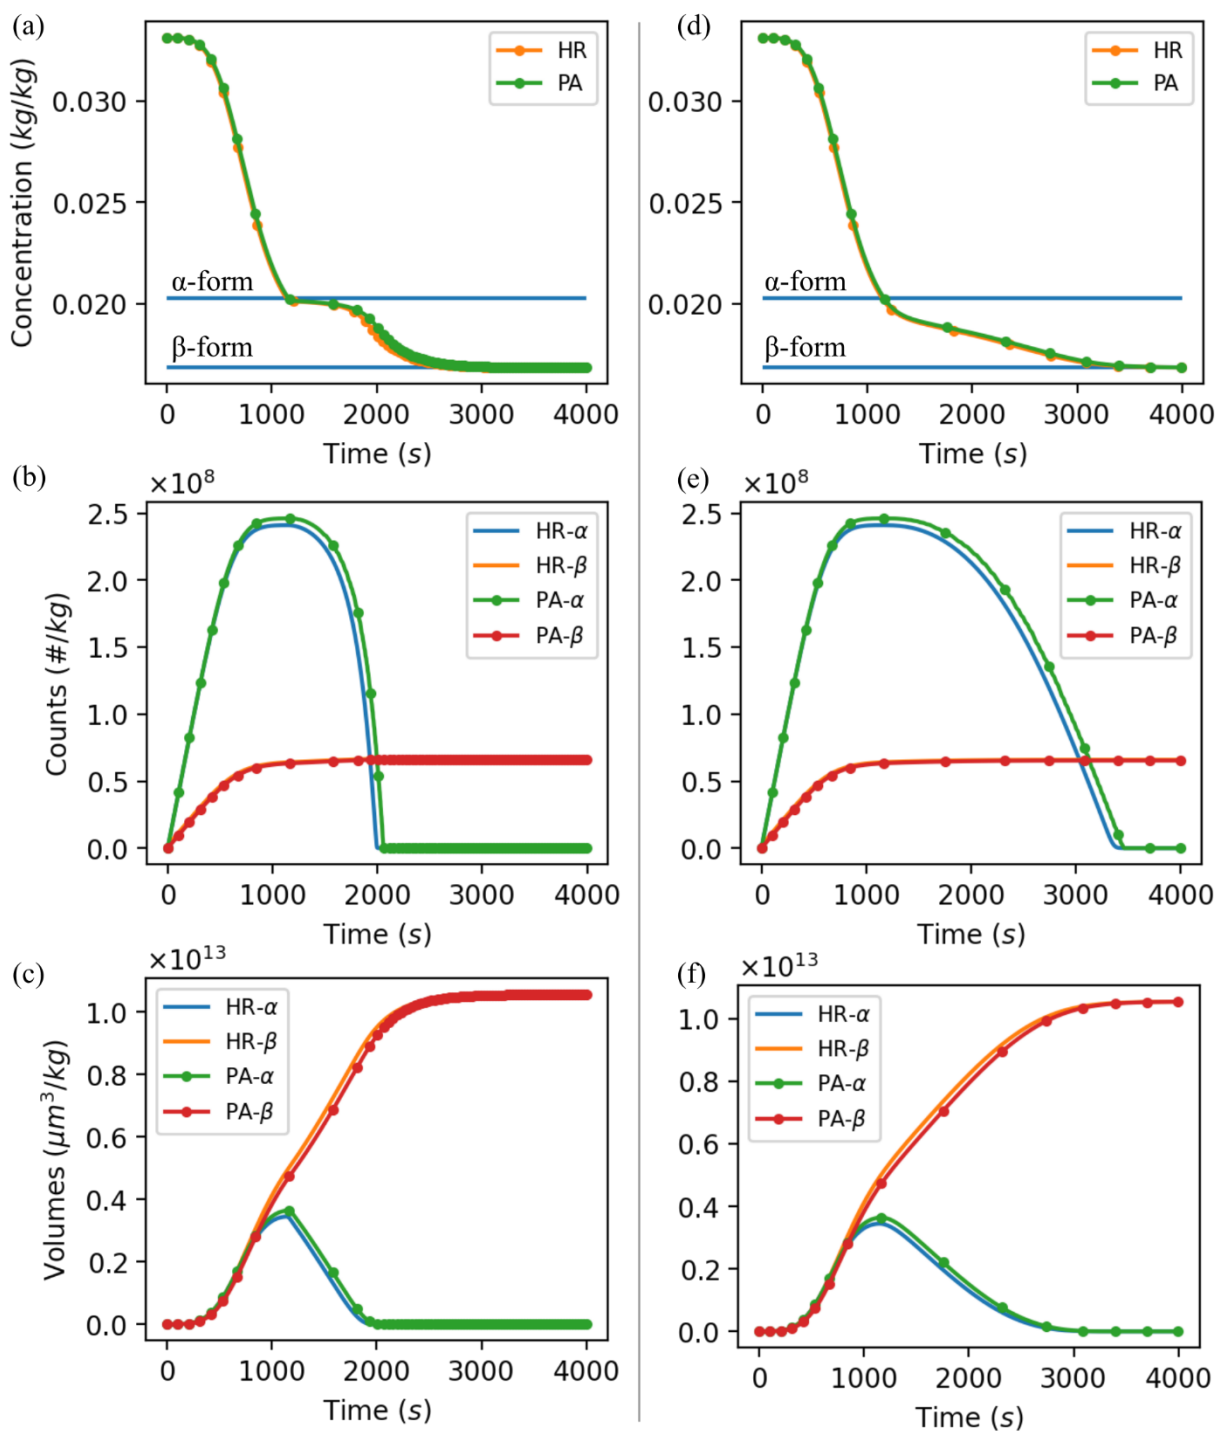 (a)
Concentration (kg/kg)
0.030
0.025
0.020
HR
PA
α-form
β-form
0 1000 2000 3000 4000
Time (s)
(d)
0.030
0.025
0.020
HR
PA
α-form
β-form
0 1000 2000 3000 4000
Time (s)
(b)
×10⁸
Counts (#/kg)
2.5
2.0
1.5
1.0
0.5
0.0
HR-α
HR-β
PA-α
PA-β
0 1000 2000 3000 4000
Time (s)
(e)
×10⁸
2.5
2.0
1.5
1.0
0.5
0.0
HR-α
HR-β
PA-α
PA-β
0 1000 2000 3000 4000
Time (s)
(c)
×10¹³
Volumes (μm³/kg)
1.0
0.8
0.6
0.4
0.2
0.0
HR-α
HR-β
PA-α
PA-β
0 1000 2000 3000 4000
Time (s)
(f)
×10¹³
1.0
0.8
0.6
0.4
0.2
0.0
HR-α
HR-β
PA-α
PA-β
0 1000 2000 3000 4000
Time (s)